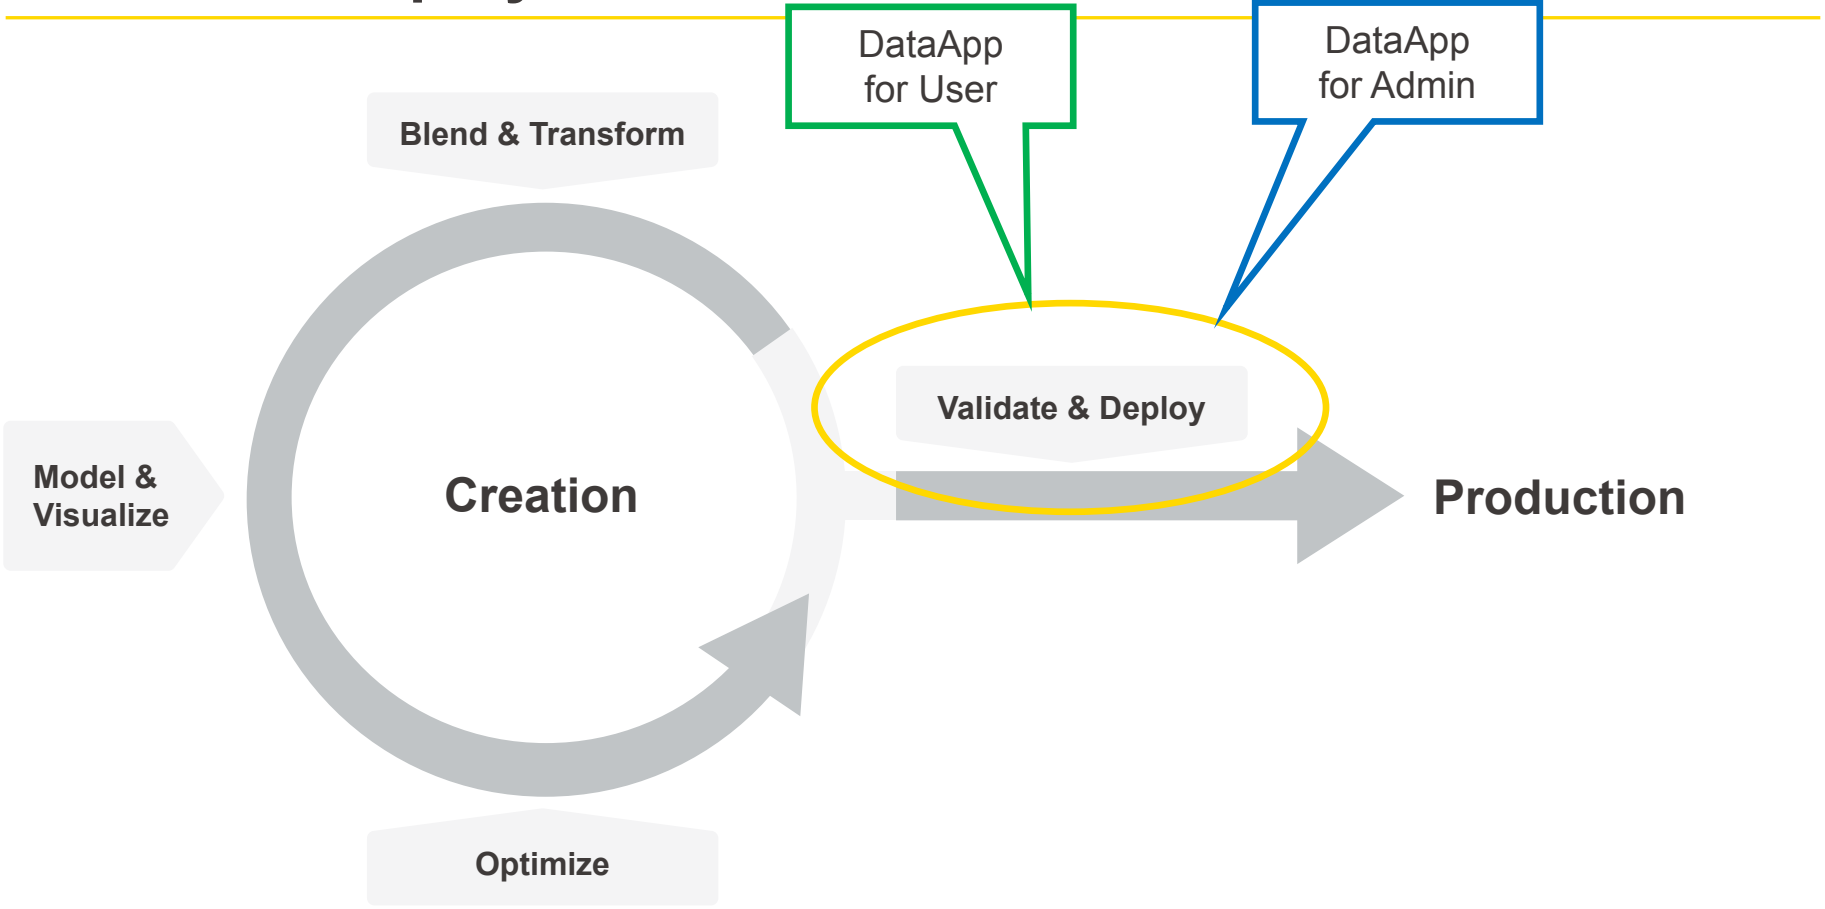 DataApp
for User
DataApp
for Admin
Blend & Transform
Validate & Deploy
Model &
Visualize
Creation
Production
Optimize